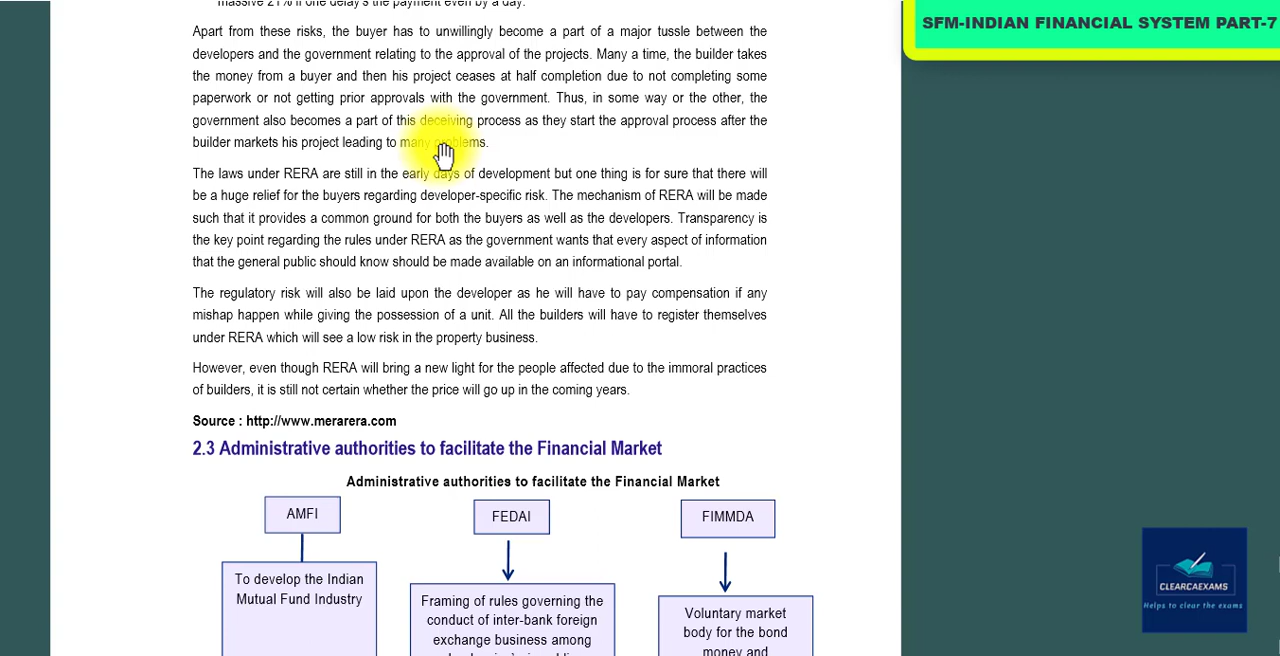 massive 21% if one delay's the payment even by a day.
SFM-INDIAN FINANCIAL SYSTEM PART-7
Apart from these risks, the buyer has to unwillingly become a part of a major tussle between the
developers and the government relating to the approval of the projects. Many a time, the builder takes
the money from a buyer and then his project ceases at half completion due to not completing some
paperwork or not getting prior approvals with the government. Thus, in some way or the other, the
government also becomes a part of this deceiving process as they start the approval process after the
builder markets his project leading to many problems.
The laws under RERA are still in the early days of development but one thing is for sure that there will
be a huge relief for the buyers regarding developer-specific risk. The mechanism of RERA will be made
such that it provides a common ground for both the buyers as well as the developers. Transparency is
the key point regarding the rules under RERA as the government wants that every aspect of information
that the general public should know should be made available on an informational portal.
The regulatory risk will also be laid upon the developer as he will have to pay compensation if any
mishap happen while giving the possession of a unit. All the builders will have to register themselves
under RERA which will see a low risk in the property business.
However, even though RERA will bring a new light for the people affected due to the immoral practices
of builders, it is still not certain whether the price will go up in the coming years.
Source : http://www.merarera.com
2.3 Administrative authorities to facilitate the Financial Market
Administrative authorities to facilitate the Financial Market
AMFI
FEDAI
FIMMDA
To develop the Indian
Mutual Fund Industry
Framing of rules governing the
conduct of inter-bank foreign
exchange business among
Voluntary market
body for the bond
money and
CLEARCAEXAMS
Helps to clear the exams